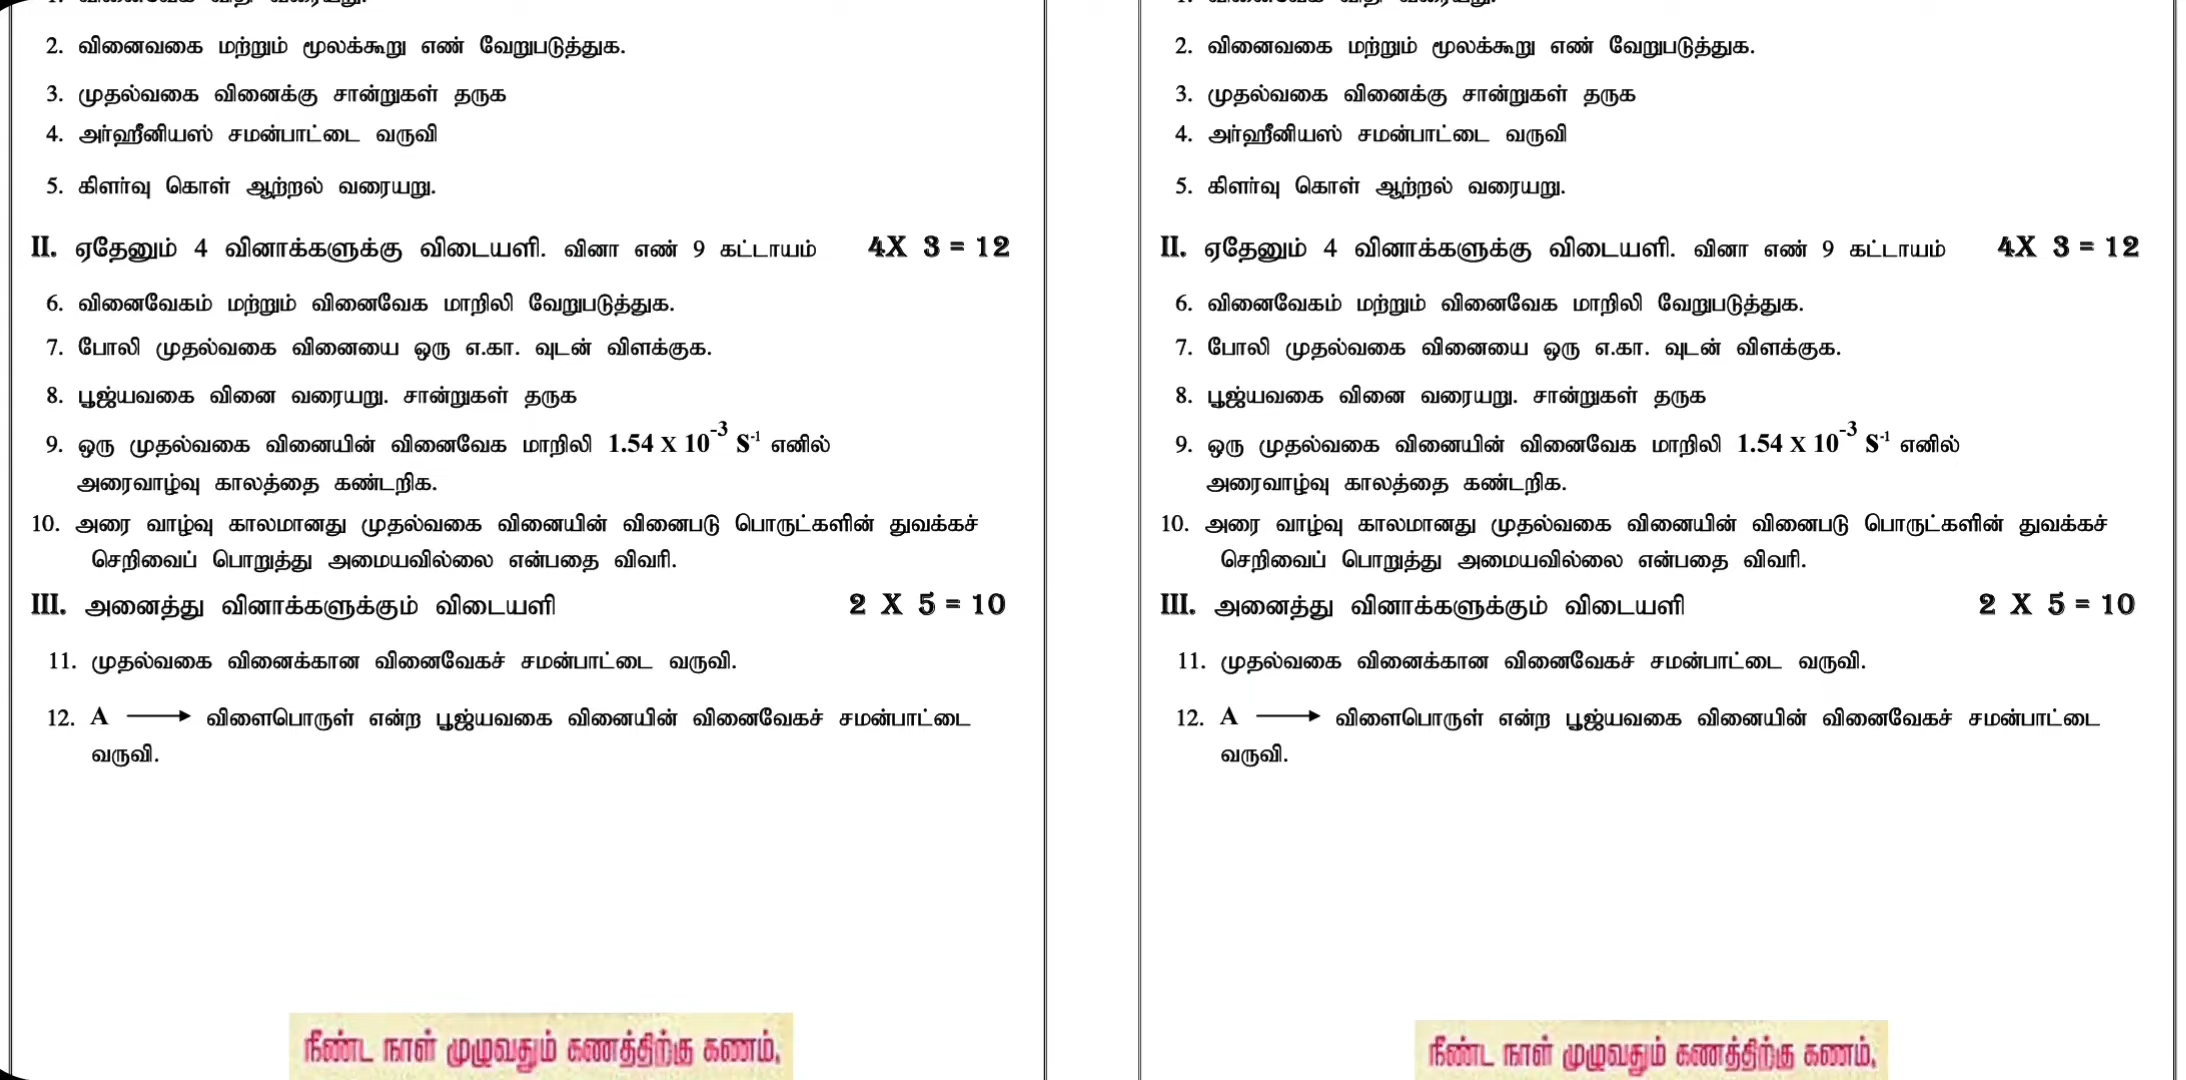 1. வினைவேக விதி வரையறு.
2. வினைவகை மற்றும் மூலக்கூறு எண் வேறுபடுத்துக.
3. முதல்வகை வினைக்கு சான்றுகள் தருக
4. அர்ஹீனியஸ் சமன்பாட்டை வருவி
5. கிளர்வு கொள் ஆற்றல் வரையறு.
II. ஏதேனும் 4 வினாக்களுக்கு விடையளி. வினா எண் 9 கட்டாயம் 4X 3 = 12
6. வினைவேகம் மற்றும் வினைவேக மாறிலி வேறுபடுத்துக.
7. போலி முதல்வகை வினையை ஒரு எ.கா. வுடன் விளக்குக.
8. பூஜ்யவகை வினை வரையறு. சான்றுகள் தருக
9. ஒரு முதல்வகை வினையின் வினைவேக மாறிலி 1.54 X 10⁻³ S⁻¹ எனில்
அரைவாழ்வு காலத்தை கண்டறிக.
10. அரை வாழ்வு காலமானது முதல்வகை வினையின் வினைபடு பொருட்களின் துவக்கச்
செறிவைப் பொறுத்து அமையவில்லை என்பதை விவரி.
III. அனைத்து வினாக்களுக்கும் விடையளி 2 X 5 = 10
11. முதல்வகை வினைக்கான வினைவேகச் சமன்பாட்டை வருவி.
12. A ⟶ விளைபொருள் என்ற பூஜ்யவகை வினையின் வினைவேகச் சமன்பாட்டை
வருவி.
நீண்ட நாள் முழுவதும் கணத்திற்கு கணம்,
1. வினைவேக விதி வரையறு.
2. வினைவகை மற்றும் மூலக்கூறு எண் வேறுபடுத்துக.
3. முதல்வகை வினைக்கு சான்றுகள் தருக
4. அர்ஹீனியஸ் சமன்பாட்டை வருவி
5. கிளர்வு கொள் ஆற்றல் வரையறு.
II. ஏதேனும் 4 வினாக்களுக்கு விடையளி. வினா எண் 9 கட்டாயம் 4X 3 = 12
6. வினைவேகம் மற்றும் வினைவேக மாறிலி வேறுபடுத்துக.
7. போலி முதல்வகை வினையை ஒரு எ.கா. வுடன் விளக்குக.
8. பூஜ்யவகை வினை வரையறு. சான்றுகள் தருக
9. ஒரு முதல்வகை வினையின் வினைவேக மாறிலி 1.54 X 10⁻³ S⁻¹ எனில்
அரைவாழ்வு காலத்தை கண்டறிக.
10. அரை வாழ்வு காலமானது முதல்வகை வினையின் வினைபடு பொருட்களின் துவக்கச்
செறிவைப் பொறுத்து அமையவில்லை என்பதை விவரி.
III. அனைத்து வினாக்களுக்கும் விடையளி 2 X 5 = 10
11. முதல்வகை வினைக்கான வினைவேகச் சமன்பாட்டை வருவி.
12. A ⟶ விளைபொருள் என்ற பூஜ்யவகை வினையின் வினைவேகச் சமன்பாட்டை
வருவி.
நீண்ட நாள் முழுவதும் கணத்திற்கு கணம்,